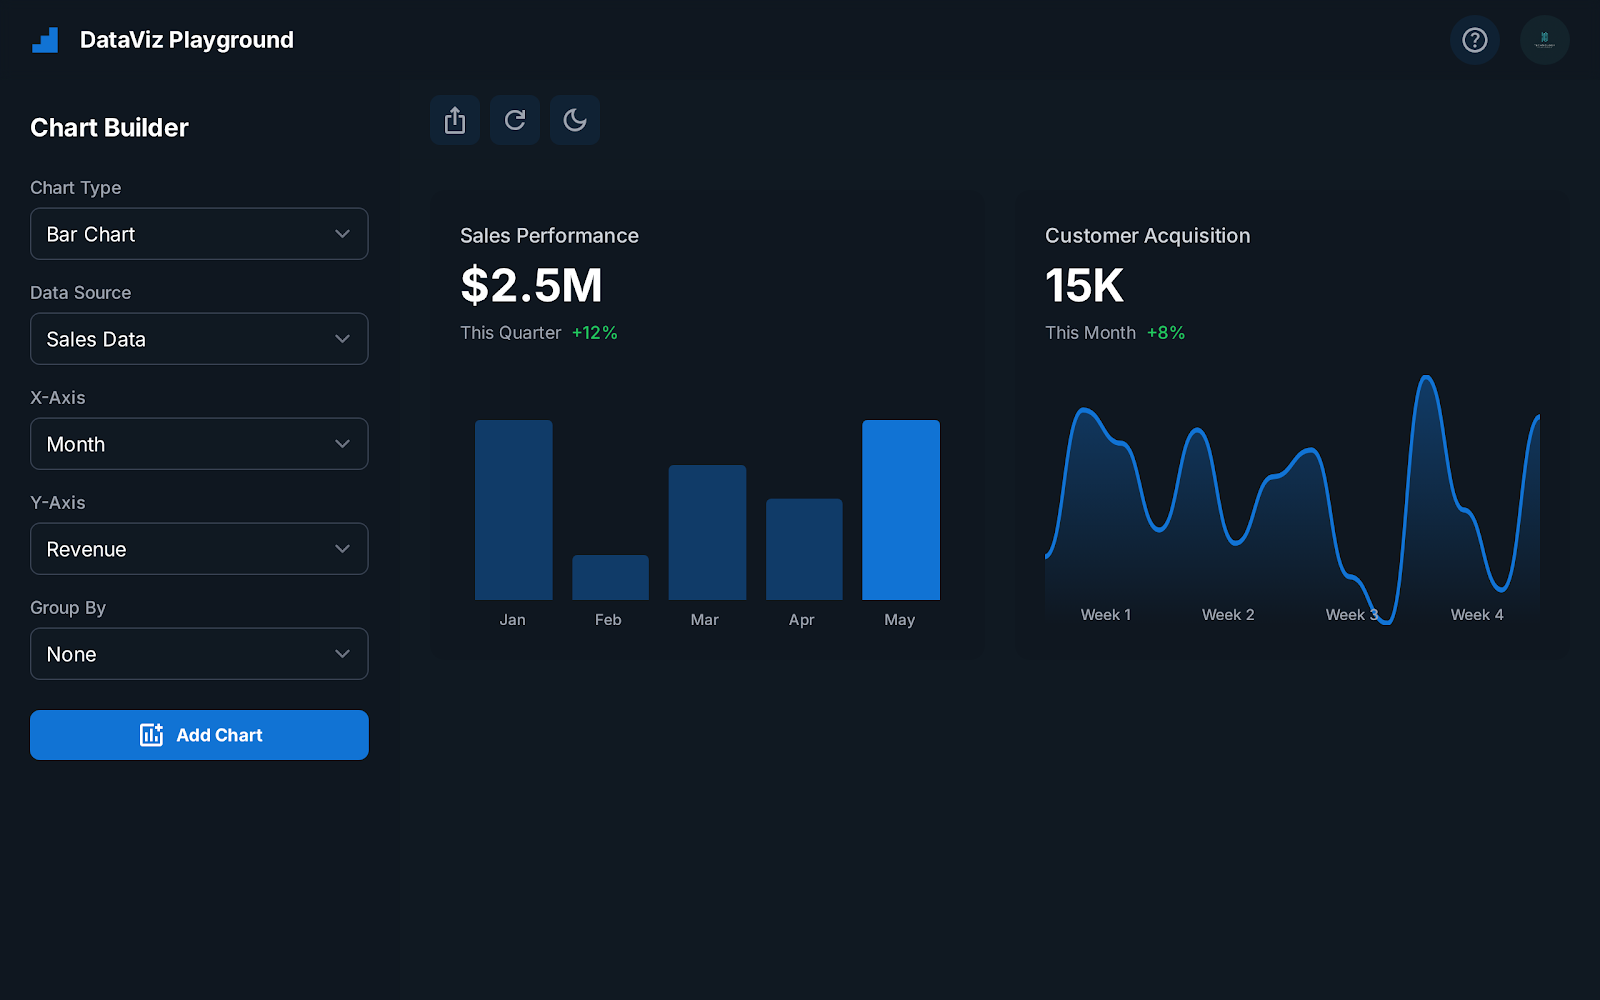 DataViz Playground
Chart Builder
Chart Type
Bar Chart
Data Source
Sales Data
X-Axis
Month
Y-Axis
Revenue
Group By
None
Add Chart
Sales Performance
$2.5M
This Quarter +12%
Jan Feb Mar Apr May
Customer Acquisition
15K
This Month +8%
Week 1 Week 2 Week 3 Week 4